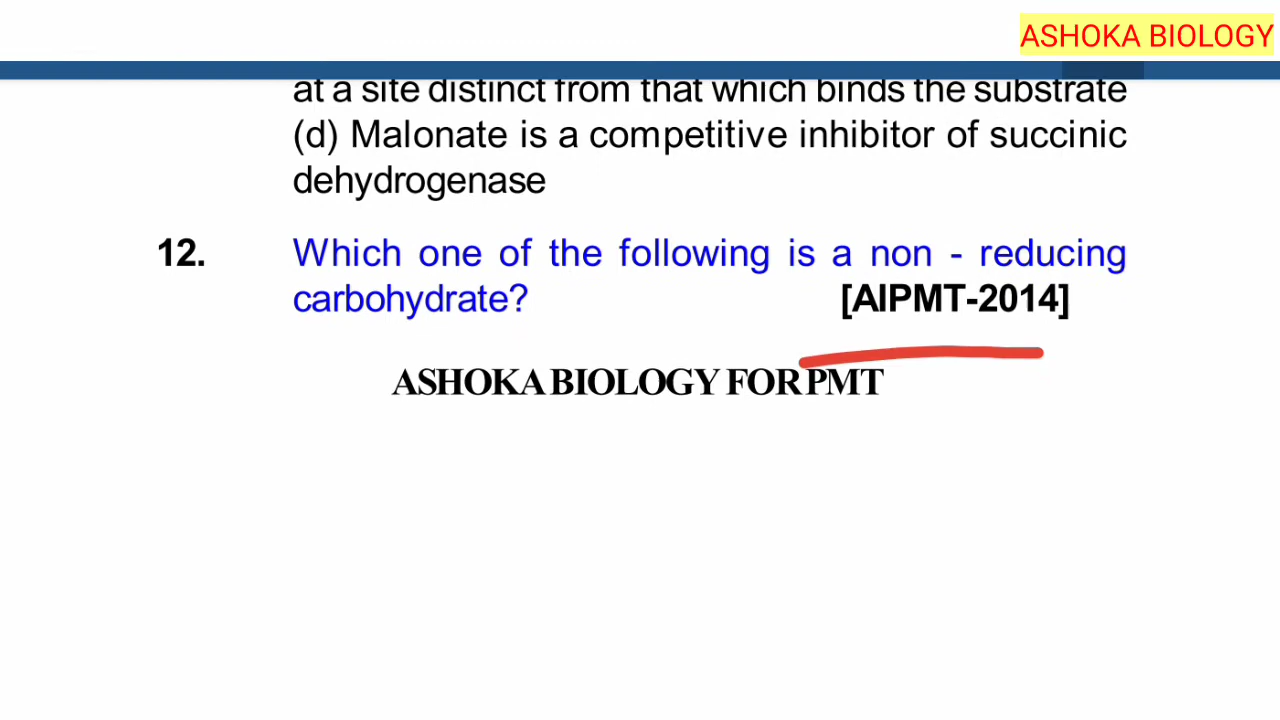 ASHOKA BIOLOGY
at a site distinct from that which binds the substrate
(d) Malonate is a competitive inhibitor of succinic
dehydrogenase
12. Which one of the following is a non - reducing
carbohydrate? [AIPMT-2014]
ASHOKA BIOLOGY FOR PMT